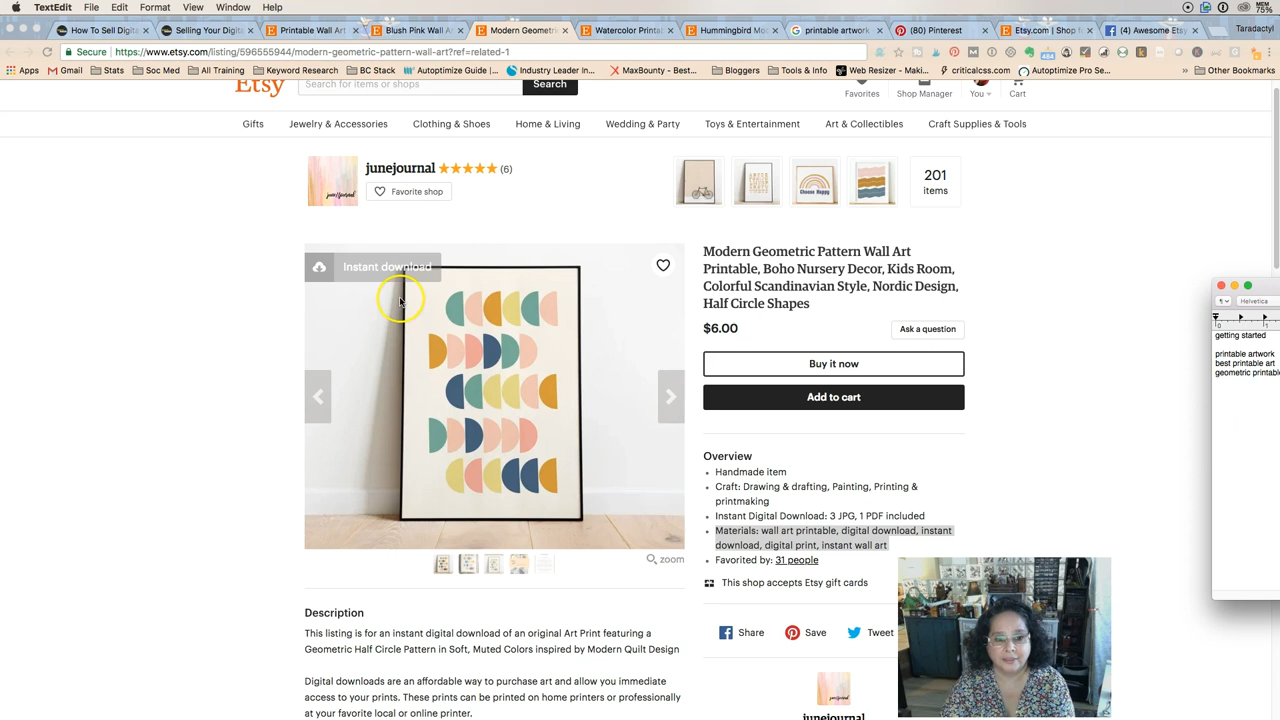 TextEdit File Edit Format View Window Help
MEM 75%
How To Sell Di
Selling Your Digit
Printable Wall Art
Blush Pink Wall A
Modern Geometric
Watercolor Printa
Hummingbird Mod
printable artwork
(80) Pinterest
Etsy.com | Shop f
(4) Awesome Etsy
Taradactyl
Secure https://www.etsy.com/listing/596555944/modern-geometric-pattern-wall-art?ref=related-1
Apps Gmail Stats Soc Med All Training Keyword Research BC Stack Autoptimize Guide |... Industry Leader In... MaxBounty - Best... Bloggers Tools & Info Web Resizer - Maki... criticalcss.com Autoptimize Pro Se... » Other Bookmarks
Etsy Search for items or shops Search Favorites Shop Manager You Cart
Gifts Jewelry & Accessories Clothing & Shoes Home & Living Wedding & Party Toys & Entertainment Art & Collectibles Craft Supplies & Tools
junejournal (6)
Favorite shop
Choose Happy
201
items
Instant download
Modern Geometric Pattern Wall Art
Printable, Boho Nursery Decor, Kids Room,
Colorful Scandinavian Style, Nordic Design,
Half Circle Shapes
$6.00 Ask a question
Buy it now
Add to cart
Overview
Handmade item
Craft: Drawing & drafting, Painting, Printing &
printmaking
Instant Digital Download: 3 JPG, 1 PDF included
Materials: wall art printable, digital download, instant
download, digital print, instant wall art
Favorited by: 31 people
This shop accepts Etsy gift cards
Share Save Tweet
junejournal
zoom
Description
This listing is for an instant digital download of an original Art Print featuring a
Geometric Half Circle Pattern in Soft, Muted Colors inspired by Modern Quilt Design
Digital downloads are an affordable way to purchase art and allow you immediate
access to your prints. These prints can be printed on home printers or professionally
at your favorite local or online printer.
Helvetica
0 1
getting started
printable artwork
best printable art
geometric printable